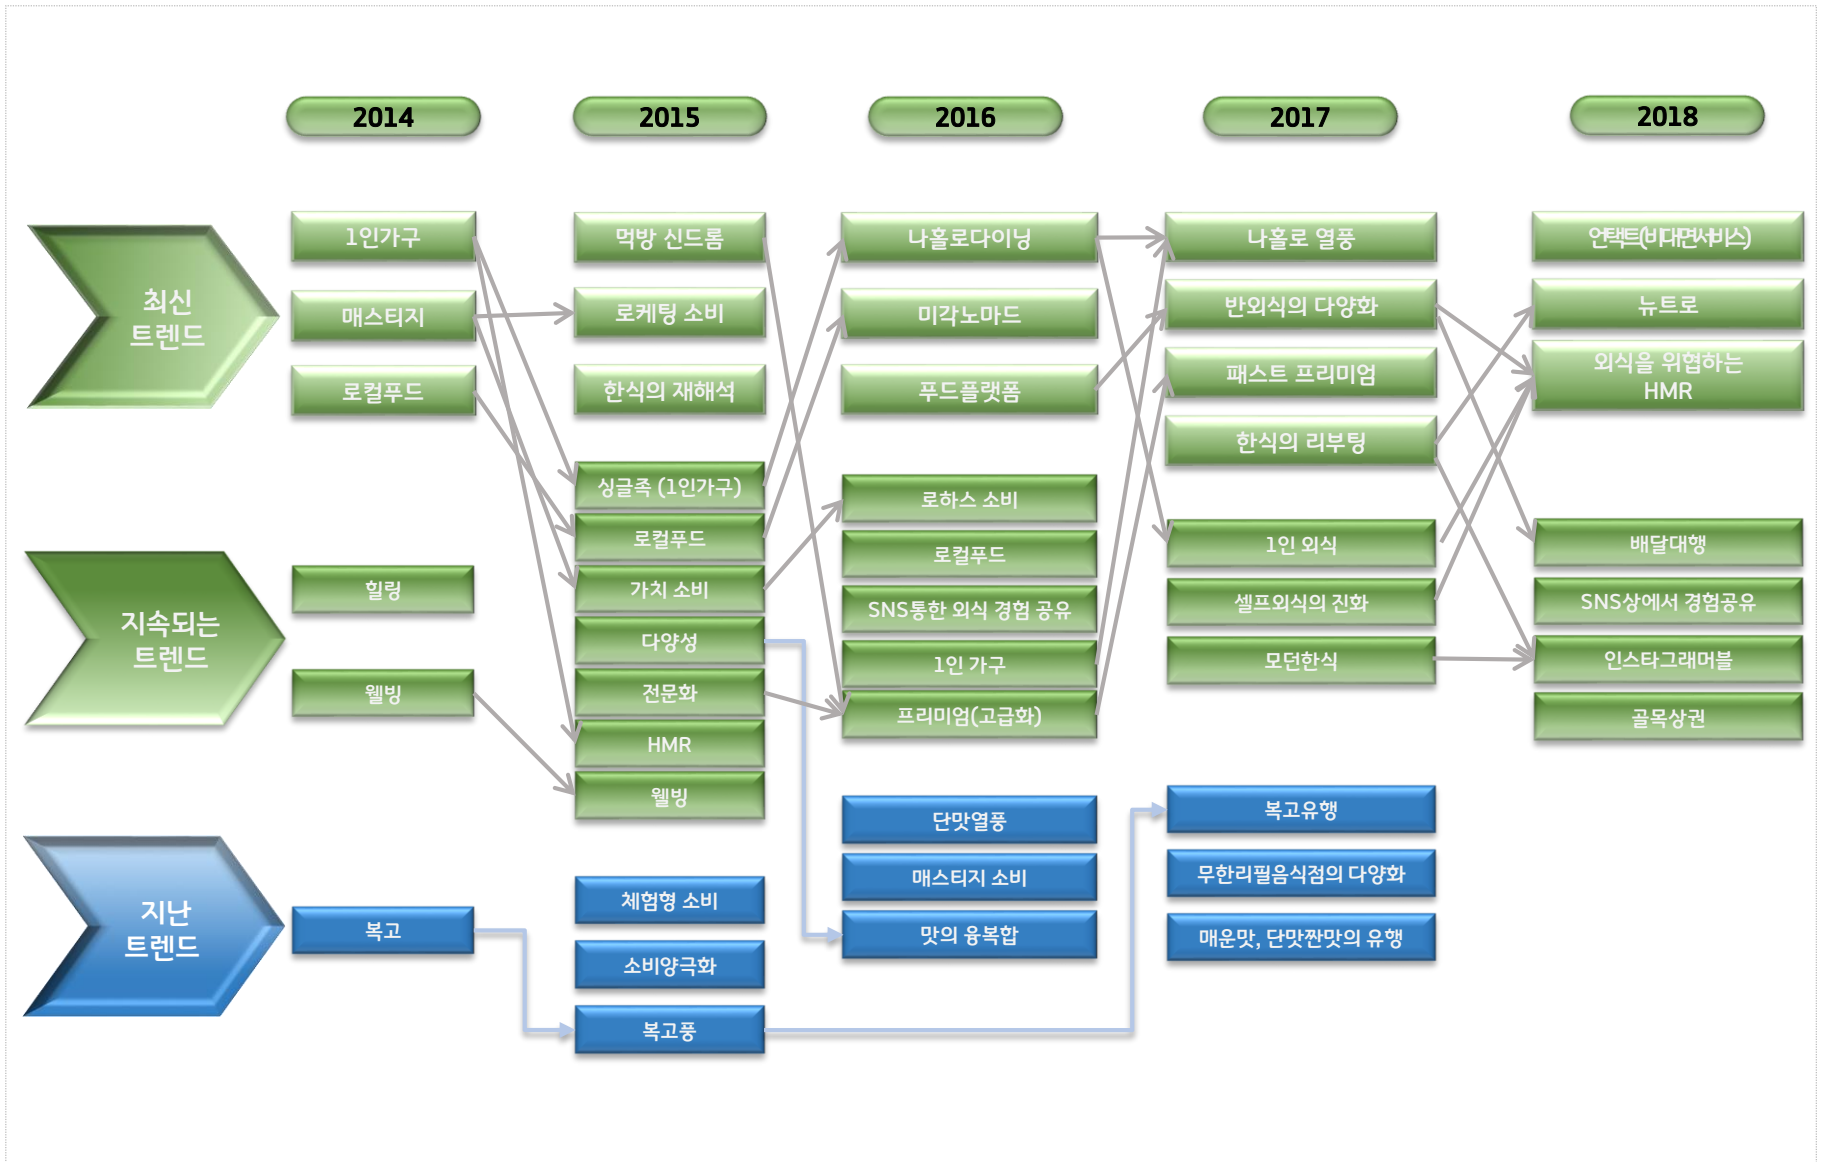 2014
2015
2016
2017
2018
최신
트렌드
1인가구
매스티지
로컬푸드
먹방 신드롬
로케팅 소비
한식의 재해석
나홀로다이닝
미각노마드
푸드플랫폼
나홀로 열풍
반외식의 다양화
패스트 프리미엄
한식의 리부팅
언택트(비대면서비스)
뉴트로
외식을 위협하는
HMR
지속되는
트렌드
힐링
웰빙
싱글족 (1인가구)
로컬푸드
가치 소비
다양성
전문화
HMR
웰빙
로하스 소비
로컬푸드
SNS통한 외식 경험 공유
1인 가구
프리미엄(고급화)
1인 외식
셀프외식의 진화
모던한식
배달대행
SNS상에서 경험공유
인스타그래머블
골목상권
지난
트렌드
복고
체험형 소비
소비양극화
복고풍
단맛열풍
매스티지 소비
맛의 융복합
복고유행
무한리필음식점의 다양화
매운맛, 단맛짠맛의 유행